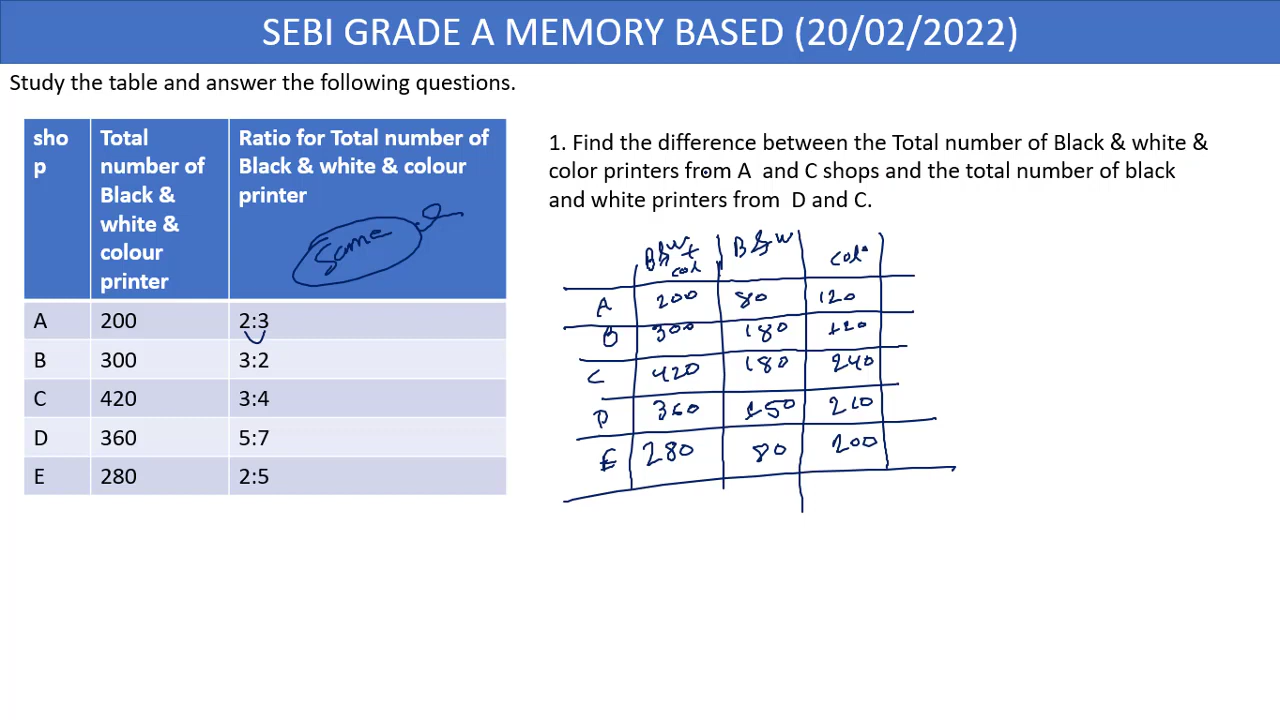 SEBI GRADE A MEMORY BASED (20/02/2022)
Study the table and answer the following questions.
sho
p
Total
number of
Black &
white &
colour
printer
Ratio for Total number of
Black & white & colour
printer
Same
A 200 2:3
B 300 3:2
C 420 3:4
D 360 5:7
E 280 2:5
1. Find the difference between the Total number of Black & white &
color printers from A and C shops and the total number of black
and white printers from D and C.
B&W + col B&W col
A 200 80 120
B 300 180 120
C 420 180 240
D 360 150 210
E 280 80 200